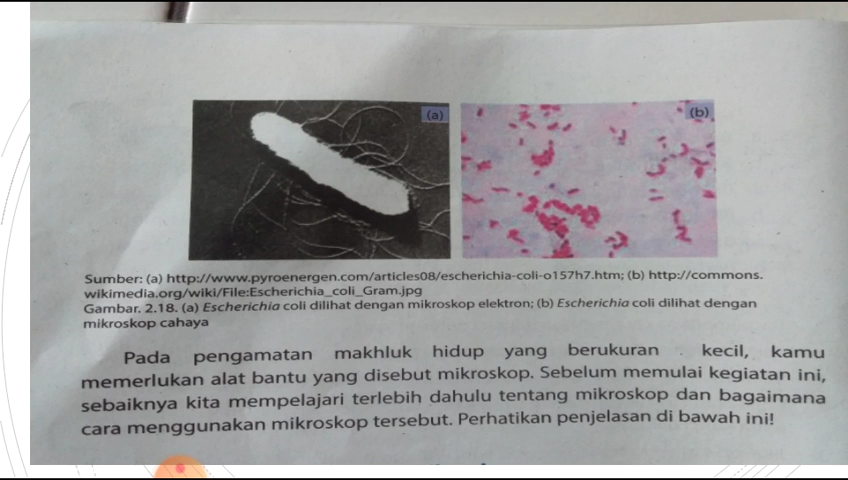 (a)
(b)
Sumber: (a) http://www.pyroenergen.com/articles08/escherichia-coli-o157h7.htm; (b) http://commons.
wikimedia.org/wiki/File:Escherichia_coli_Gram.jpg
Gambar. 2.18. (a) Escherichia coli dilihat dengan mikroskop elektron; (b) Escherichia coli dilihat dengan
mikroskop cahaya
Pada pengamatan makhluk hidup yang berukuran kecil, kamu
memerlukan alat bantu yang disebut mikroskop. Sebelum memulai kegiatan ini,
sebaiknya kita mempelajari terlebih dahulu tentang mikroskop dan bagaimana
cara menggunakan mikroskop tersebut. Perhatikan penjelasan di bawah ini!